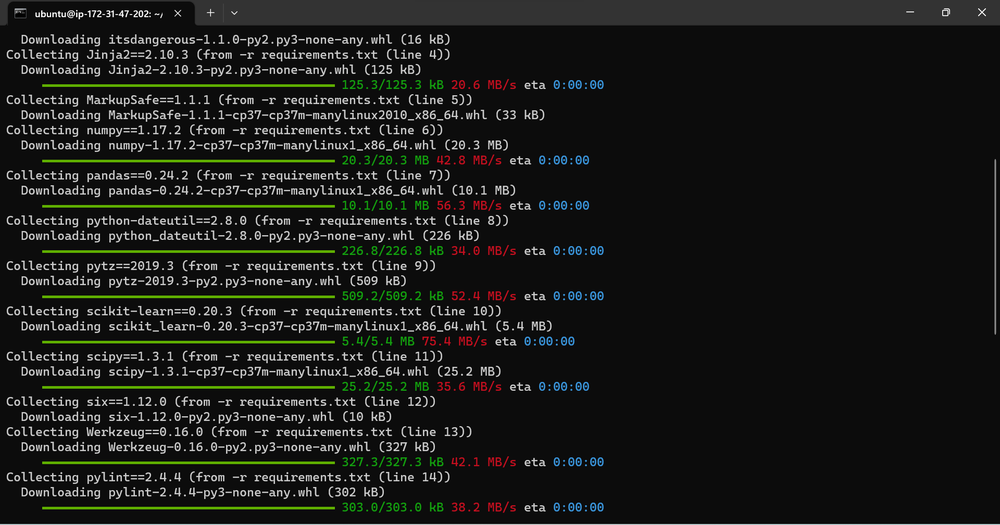 ubuntu@ip-172-31-47-202: ~/
Downloading itsdangerous-1.1.0-py2.py3-none-any.whl (16 kB)
Collecting Jinja2==2.10.3 (from -r requirements.txt (line 4))
Downloading Jinja2-2.10.3-py2.py3-none-any.whl (125 kB)
125.3/125.3 kB 20.6 MB/s eta 0:00:00
Collecting MarkupSafe==1.1.1 (from -r requirements.txt (line 5))
Downloading MarkupSafe-1.1.1-cp37-cp37m-manylinux2010_x86_64.whl (33 kB)
Collecting numpy==1.17.2 (from -r requirements.txt (line 6))
Downloading numpy-1.17.2-cp37-cp37m-manylinux1_x86_64.whl (20.3 MB)
20.3/20.3 MB 42.8 MB/s eta 0:00:00
Collecting pandas==0.24.2 (from -r requirements.txt (line 7))
Downloading pandas-0.24.2-cp37-cp37m-manylinux1_x86_64.whl (10.1 MB)
10.1/10.1 MB 56.3 MB/s eta 0:00:00
Collecting python-dateutil==2.8.0 (from -r requirements.txt (line 8))
Downloading python_dateutil-2.8.0-py2.py3-none-any.whl (226 kB)
226.8/226.8 kB 34.0 MB/s eta 0:00:00
Collecting pytz==2019.3 (from -r requirements.txt (line 9))
Downloading pytz-2019.3-py2.py3-none-any.whl (509 kB)
509.2/509.2 kB 52.4 MB/s eta 0:00:00
Collecting scikit-learn==0.20.3 (from -r requirements.txt (line 10))
Downloading scikit_learn-0.20.3-cp37-cp37m-manylinux1_x86_64.whl (5.4 MB)
5.4/5.4 MB 75.4 MB/s eta 0:00:00
Collecting scipy==1.3.1 (from -r requirements.txt (line 11))
Downloading scipy-1.3.1-cp37-cp37m-manylinux1_x86_64.whl (25.2 MB)
25.2/25.2 MB 35.6 MB/s eta 0:00:00
Collecting six==1.12.0 (from -r requirements.txt (line 12))
Downloading six-1.12.0-py2.py3-none-any.whl (10 kB)
Collecting Werkzeug==0.16.0 (from -r requirements.txt (line 13))
Downloading Werkzeug-0.16.0-py2.py3-none-any.whl (327 kB)
327.3/327.3 kB 42.1 MB/s eta 0:00:00
Collecting pylint==2.4.4 (from -r requirements.txt (line 14))
Downloading pylint-2.4.4-py3-none-any.whl (302 kB)
303.0/303.0 kB 38.2 MB/s eta 0:00:00